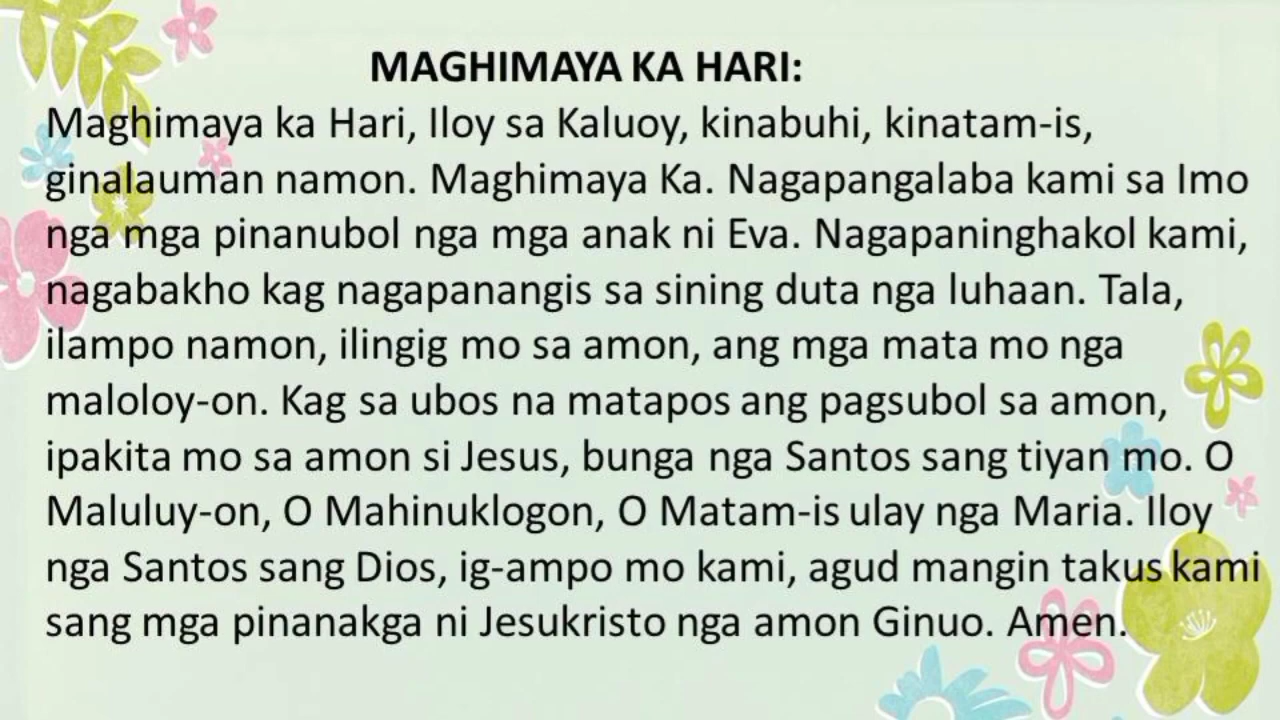 MAGHIMAYA KA HARI:
Maghimaya ka Hari, Iloy sa Kaluoy, kinabuhi, kinatam-is,
ginalauman namon. Maghimaya Ka. Nagapangalaba kami sa Imo
nga mga pinanubol nga mga anak ni Eva. Nagapaninghakol kami,
nagabakho kag nagapanangis sa sining duta nga luhaan. Tala,
ilampo namon, ilingig mo sa amon, ang mga mata mo nga
maloloy-on. Kag sa ubos na matapos ang pagsubol sa amon,
ipakita mo sa amon si Jesus, bunga nga Santos sang tiyan mo. O
Maluluy-on, O Mahinuklogon, O Matam-is ulay nga Maria. Iloy
nga Santos sang Dios, ig-ampo mo kami, agud mangin takus kami
sang mga pinanakga ni Jesukristo nga amon Ginuo. Amen.